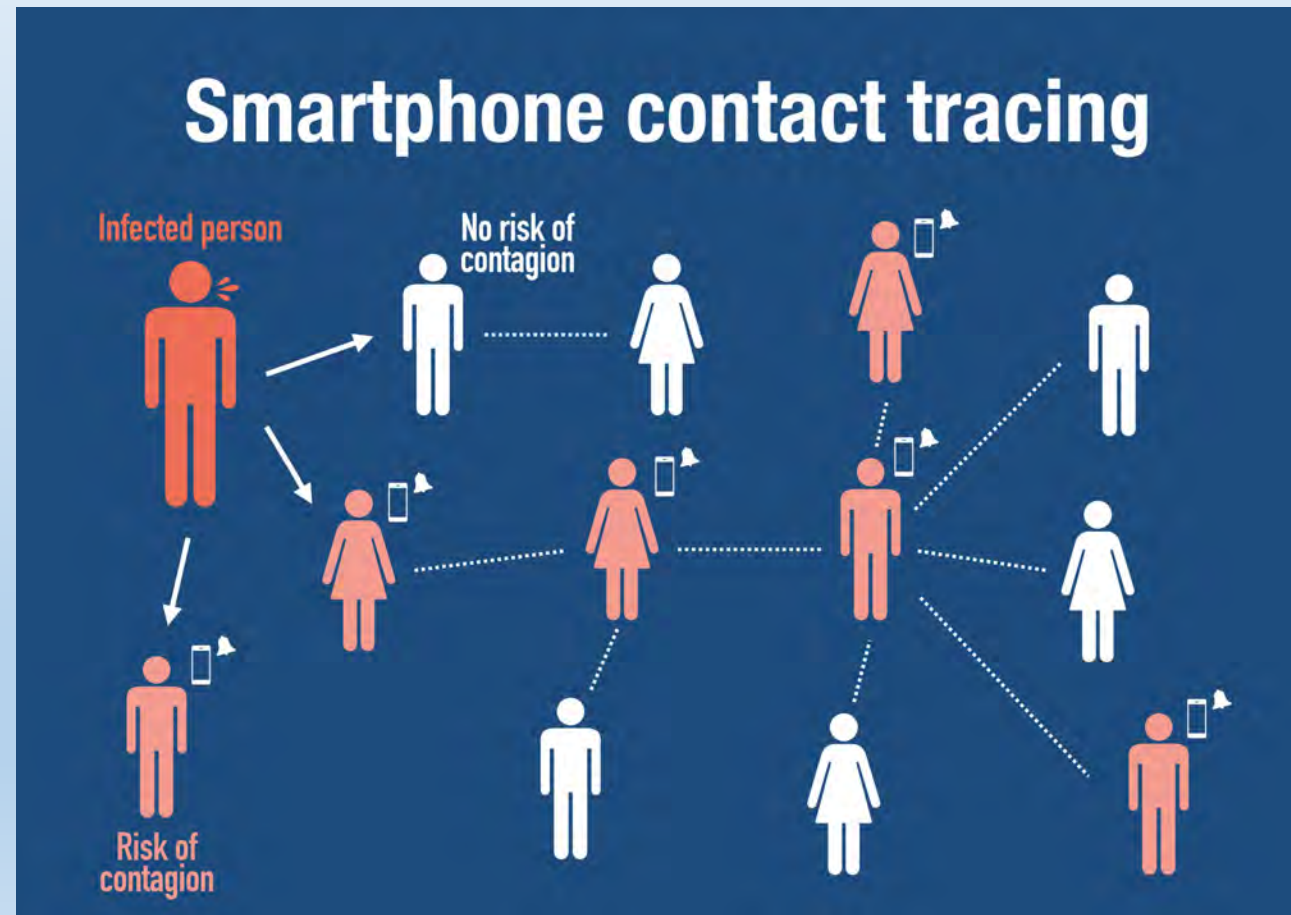 Smartphone contact tracing
Infected person
No risk of
contagion
Risk of
contagion